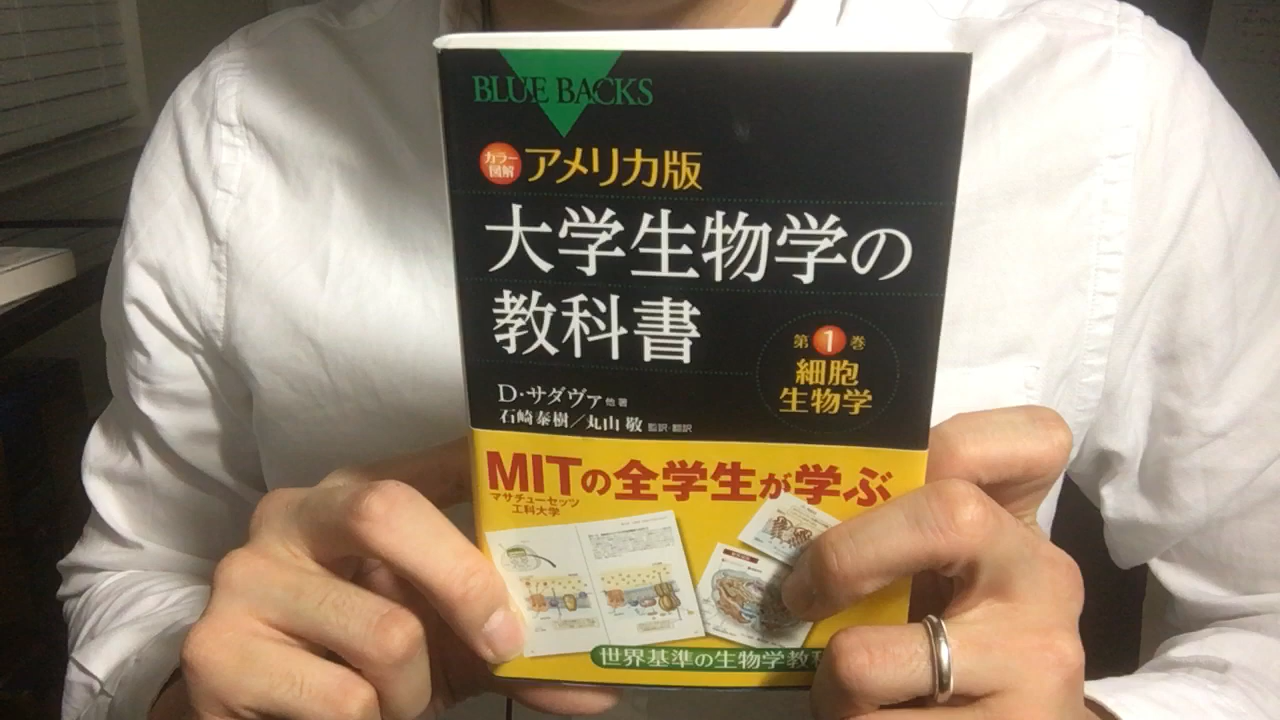 BLUE BACKS
カラー
図解
アメリカ版
大学生物学の
教科書
第1巻
細胞
生物学
D・サダヴァ 他著
石崎泰樹/丸山 敬 監訳・翻訳
MITの全学生が学ぶ
マサチューセッツ
工科大学
世界基準の生物学教科